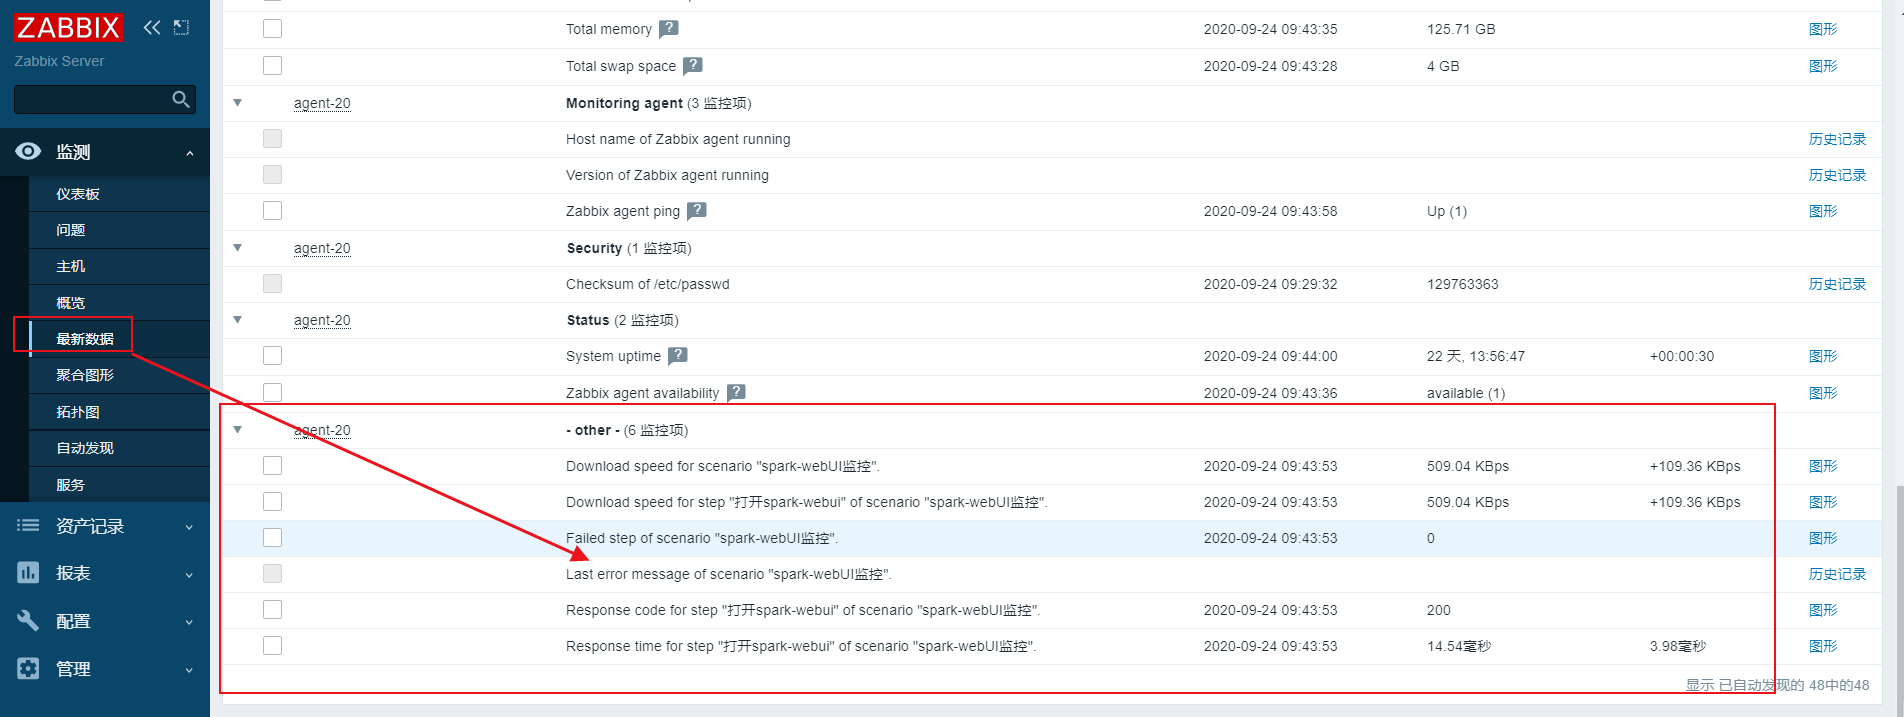 ZABBIX
Zabbix Server
监测
仪表板
问题
主机
概览
最新数据
聚合图形
拓扑图
自动发现
服务
资产记录
报表
配置
管理
Total memory ? 2020-09-24 09:43:35 125.71 GB 图形
Total swap space ? 2020-09-24 09:43:28 4 GB 图形
agent-20 Monitoring agent (3 监控项)
Host name of Zabbix agent running 历史记录
Version of Zabbix agent running 历史记录
Zabbix agent ping ? 2020-09-24 09:43:58 Up (1) 图形
agent-20 Security (1 监控项)
Checksum of /etc/passwd 2020-09-24 09:29:32 129763363 历史记录
agent-20 Status (2 监控项)
System uptime ? 2020-09-24 09:44:00 22 天, 13:56:47 +00:00:30 图形
Zabbix agent availability ? 2020-09-24 09:43:36 available (1) 图形
agent-20 - other - (6 监控项)
Download speed for scenario "spark-webUI监控". 2020-09-24 09:43:53 509.04 KBps +109.36 KBps 图形
Download speed for step "打开spark-webui" of scenario "spark-webUI监控". 2020-09-24 09:43:53 509.04 KBps +109.36 KBps 图形
Failed step of scenario "spark-webUI监控". 2020-09-24 09:43:53 0 图形
Last error message of scenario "spark-webUI监控". 历史记录
Response code for step "打开spark-webui" of scenario "spark-webUI监控". 2020-09-24 09:43:53 200 图形
Response time for step "打开spark-webui" of scenario "spark-webUI监控". 2020-09-24 09:43:53 14.54毫秒 3.98毫秒 图形
显示 已自动发现的 48中的48